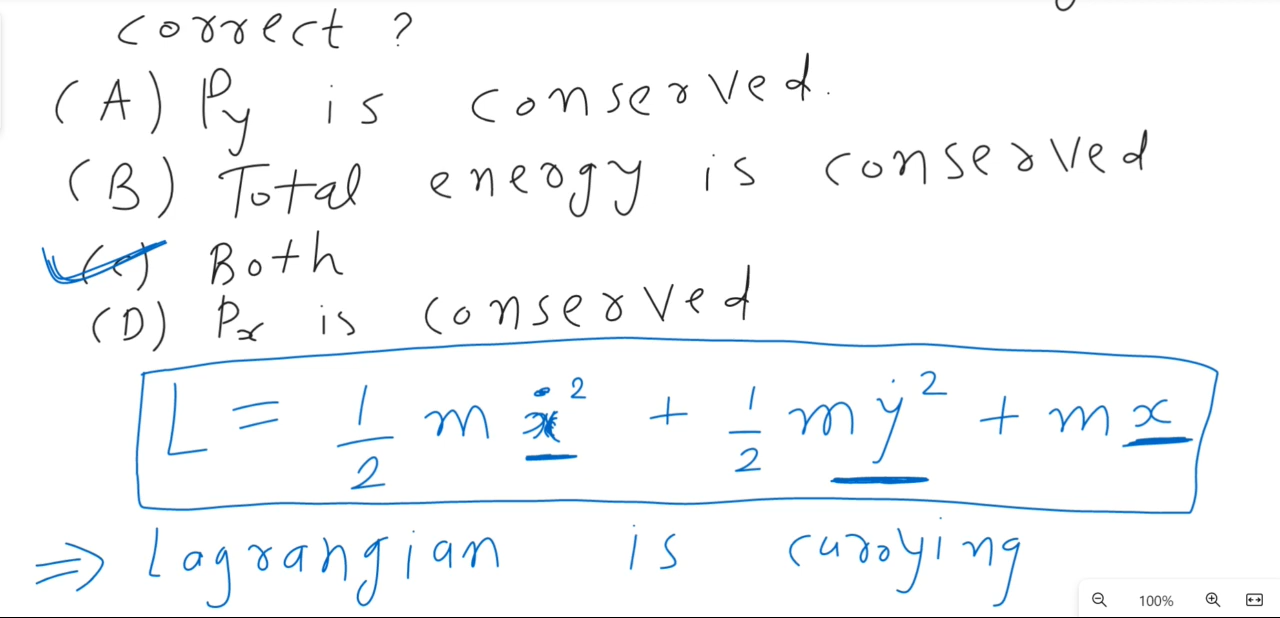 correct ?
(A) Py is conserved.
(B) Total energy is conserved
(C) Both
(D) Px is conserved
L = 1/2 m ẋ² + 1/2 m ẏ² + m x
⇒ Lagrangian is carrying
100%